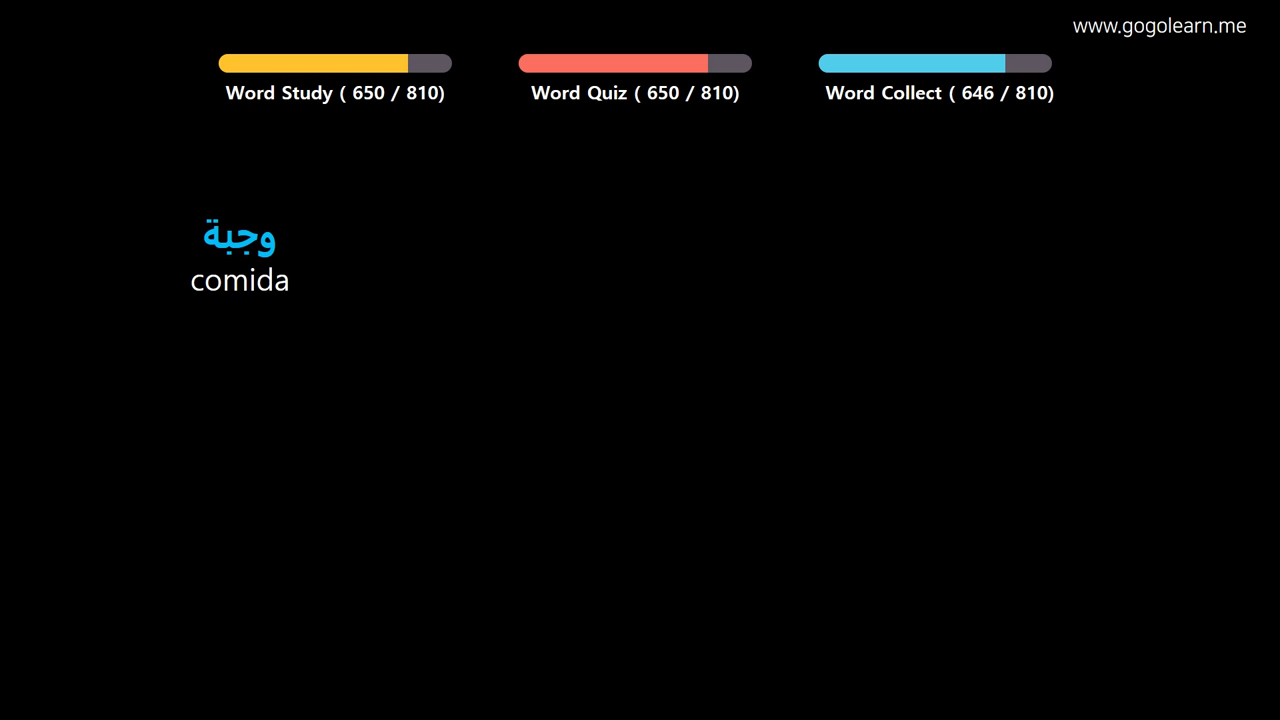 www.gogolearn.me
Word Study ( 650 / 810)
Word Quiz ( 650 / 810)
Word Collect ( 646 / 810)
وجبة
comida